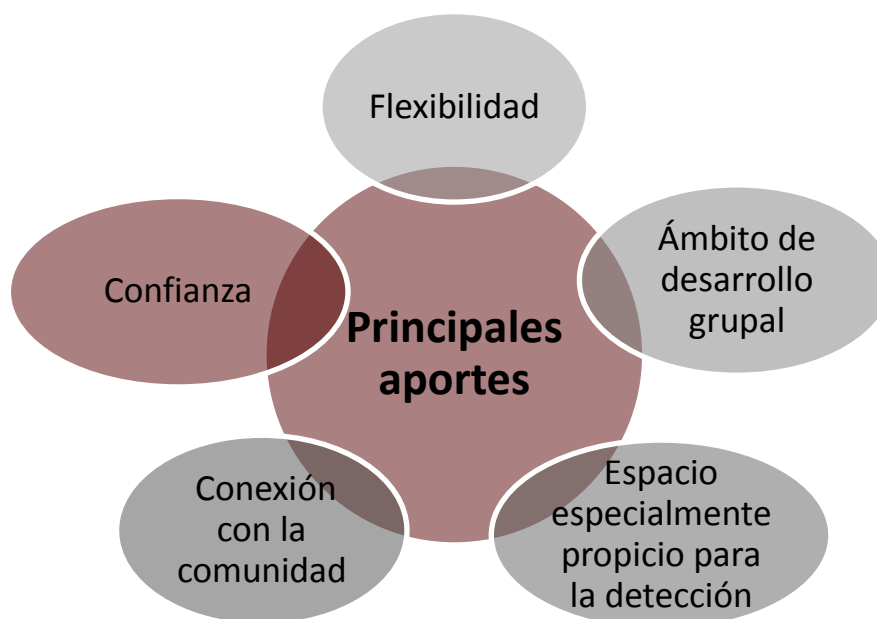 Flexibilidad
Ámbito de
desarrollo
grupal
Confianza
Principales
aportes
Conexión
con la
comunidad
Espacio
especialmente
propicio para
la detección